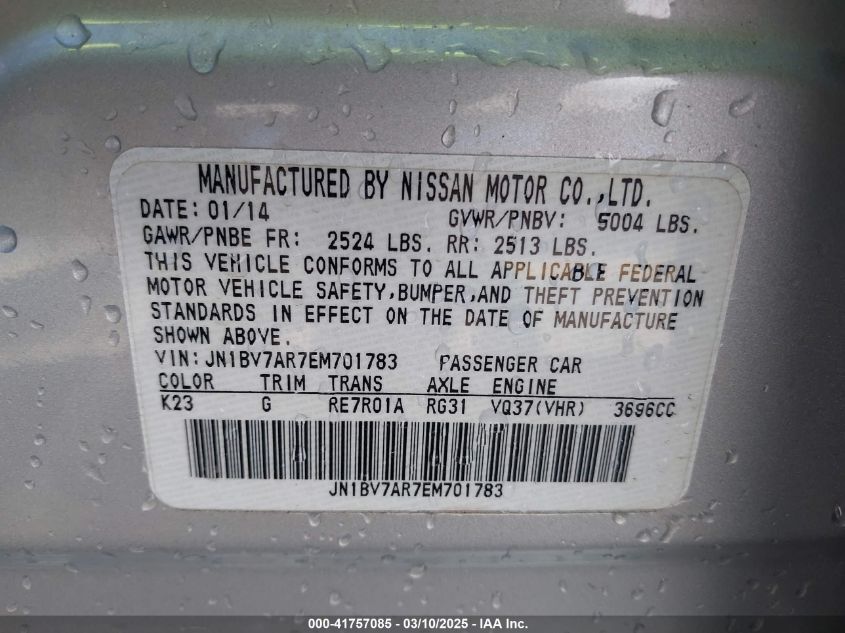 MANUFACTURED BY NISSAN MOTOR CO.,LTD.
DATE: 01/14 GVWR/PNBV: 5004 LBS.
GAWR/PNBE FR: 2524 LBS. RR: 2513 LBS.
THIS VEHICLE CONFORMS TO ALL APPLICABLE FEDERAL
MOTOR VEHICLE SAFETY,BUMPER,AND THEFT PREVENTION
STANDARDS IN EFFECT ON THE DATE OF MANUFACTURE
SHOWN ABOVE.
VIN:JN1BV7AR7EM701783 PASSENGER CAR
COLOR TRIM TRANS AXLE ENGINE
K23 G RE7R01A RG31 VQ37(VHR) 3696CC
JN1BV7AR7EM701783
000-41757085 - 03/10/2025 - IAA Inc.